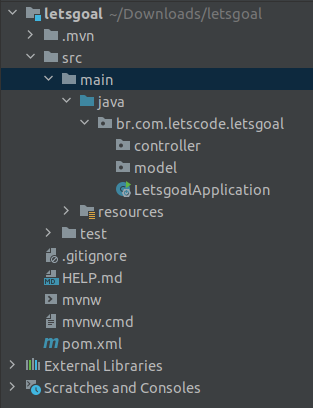 letsgoal ~/Downloads/letsgoal
.mvn
src
main
java
br.com.letscode.letsgoal
controller
model
LetsgoalApplication
resources
test
.gitignore
MD HELP.md
mvnw
mvnw.cmd
m pom.xml
External Libraries
Scratches and Consoles